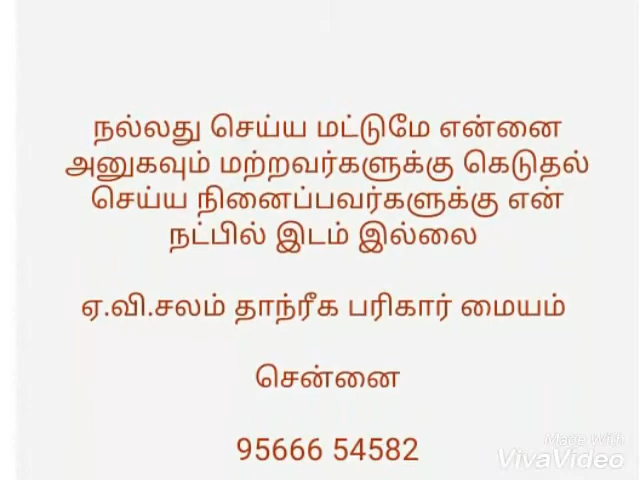 நல்லது செய்ய மட்டுமே என்னை
அனுகவும் மற்றவர்களுக்கு கெடுதல்
செய்ய நினைப்பவர்களுக்கு என்
நட்பில் இடம் இல்லை
ஏ.வி.சலம் தாந்ரீக பரிகார் மையம்
சென்னை
95666 54582
Made With
VivaVideo